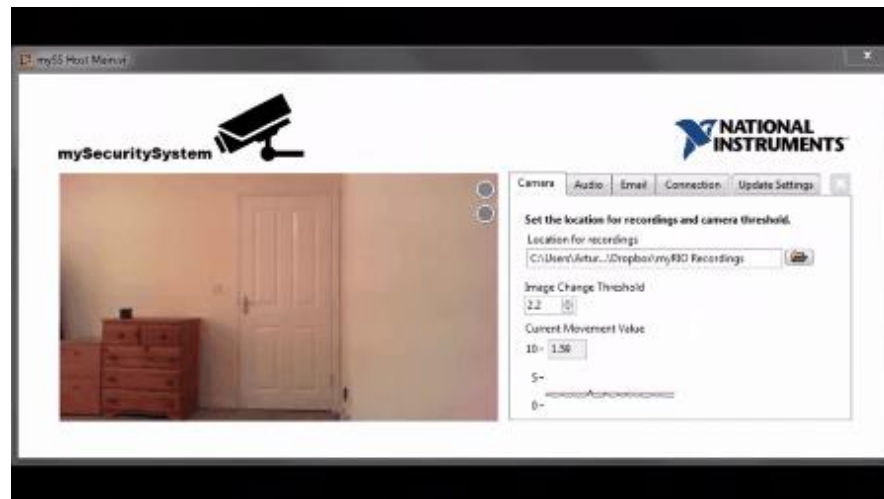 mySS Host Main.vi
mySecuritySystem
NATIONAL
INSTRUMENTS
Camera Audio Email Connection Update Settings
Set the location for recordings and camera threshold.
Location for recordings
C:\Users\Artur...\Dropbox\myRIO Recordings
Image Change Threshold
2.2
Current Movement Value
10- 1.59
5-
0-